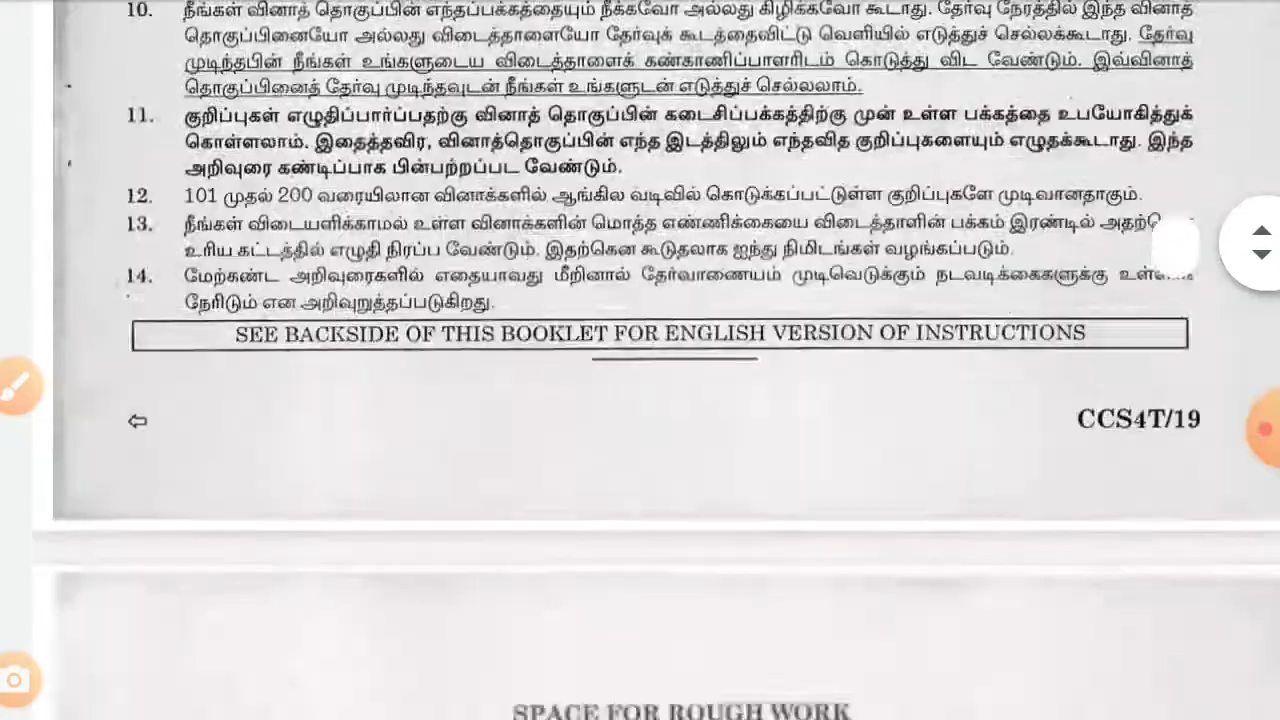 10. நீங்கள் வினாத் தொகுப்பின் எந்தப்பக்கத்தையும் நீக்கவோ அல்லது கிழிக்கவோ கூடாது. தேர்வு நேரத்தில் இந்த வினாத்
தொகுப்பினையோ அல்லது விடைத்தாளையோ தேர்வுக் கூடத்தைவிட்டு வெளியில் எடுத்துச் செல்லக்கூடாது. தேர்வு
முடிந்தபின் நீங்கள் உங்களுடைய விடைத்தாளைக் கண்காணிப்பாளரிடம் கொடுத்து விட வேண்டும். இவ்வினாத்
தொகுப்பினைத் தேர்வு முடிந்தவுடன் நீங்கள் உங்களுடன் எடுத்துச் செல்லலாம்.
11. குறிப்புகள் எழுதிப்பார்ப்பதற்கு வினாத் தொகுப்பின் கடைசிப்பக்கத்திற்கு முன் உள்ள பக்கத்தை உபயோகித்துக்
கொள்ளலாம். இதைத்தவிர, வினாத்தொகுப்பின் எந்த இடத்திலும் எந்தவித குறிப்புகளையும் எழுதக்கூடாது. இந்த
அறிவுரை கண்டிப்பாக பின்பற்றப்பட வேண்டும்.
12. 101 முதல் 200 வரையிலான வினாக்களில் ஆங்கில வடிவில் கொடுக்கப்பட்டுள்ள குறிப்புகளே முடிவானதாகும்.
13. நீங்கள் விடையளிக்காமல் உள்ள வினாக்களின் மொத்த எண்ணிக்கையை விடைத்தாளின் பக்கம் இரண்டில்
உரிய கட்டத்தில் எழுதி நிரப்ப வேண்டும். இதற்கென கூடுதலாக ஐந்து நிமிடங்கள் வழங்கப்படும்.
14. மேற்கண்ட அறிவுரைகளில் எதையாவது மீறினால் தேர்வாணையம் முடிவெடுக்கும் நடவடிக்கைகளுக்கு
நேரிடும் என அறிவுறுத்தப்படுகிறது.
SEE BACKSIDE OF THIS BOOKLET FOR ENGLISH VERSION OF INSTRUCTIONS
CCS4T/19
SPACE FOR ROUGH WORK